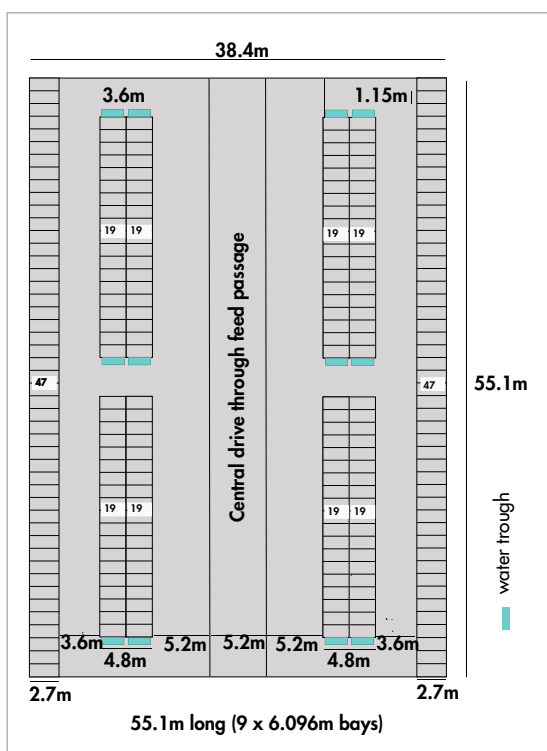 38.4m
3.6m
1.15m
19 19
19 19
Central drive through feed passage
47
47
55.1m
water trough
19 19
19 19
3.6m
5.2m
5.2m
5.2m
3.6m
4.8m
4.8m
2.7m
2.7m
55.1m long (9 x 6.096m bays)